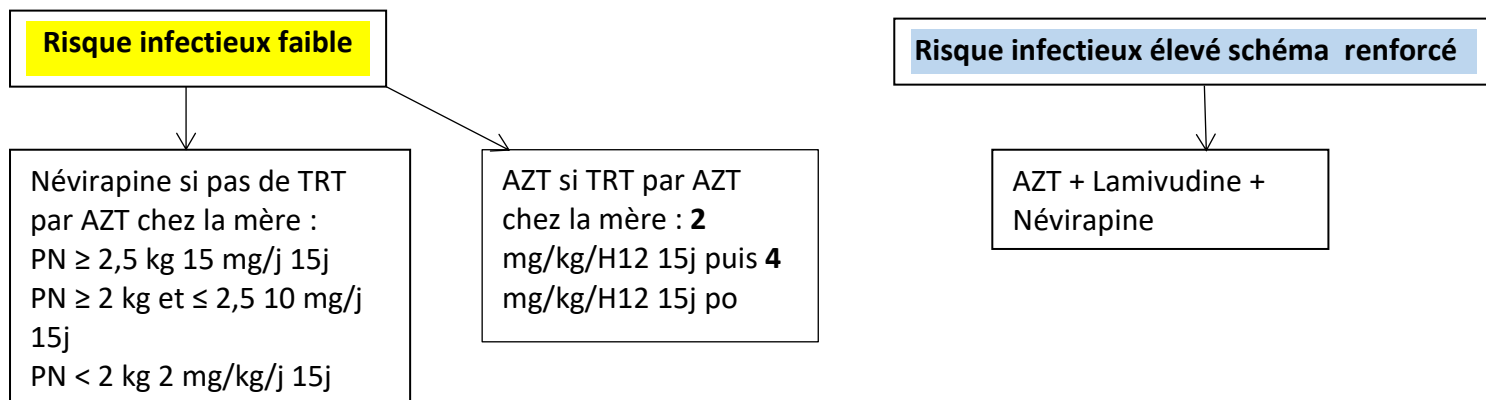 Risque infectieux faible
Névirapine si pas de TRT
par AZT chez la mère :
PN ≥ 2,5 kg 15 mg/j 15j
PN ≥ 2 kg et ≤ 2,5 10 mg/j
15j
PN < 2 kg 2 mg/kg/j 15j
AZT si TRT par AZT
chez la mère : 2
mg/kg/H12 15j puis 4
mg/kg/H12 15j po
Risque infectieux élevé schéma renforcé
AZT + Lamivudine +
Névirapine